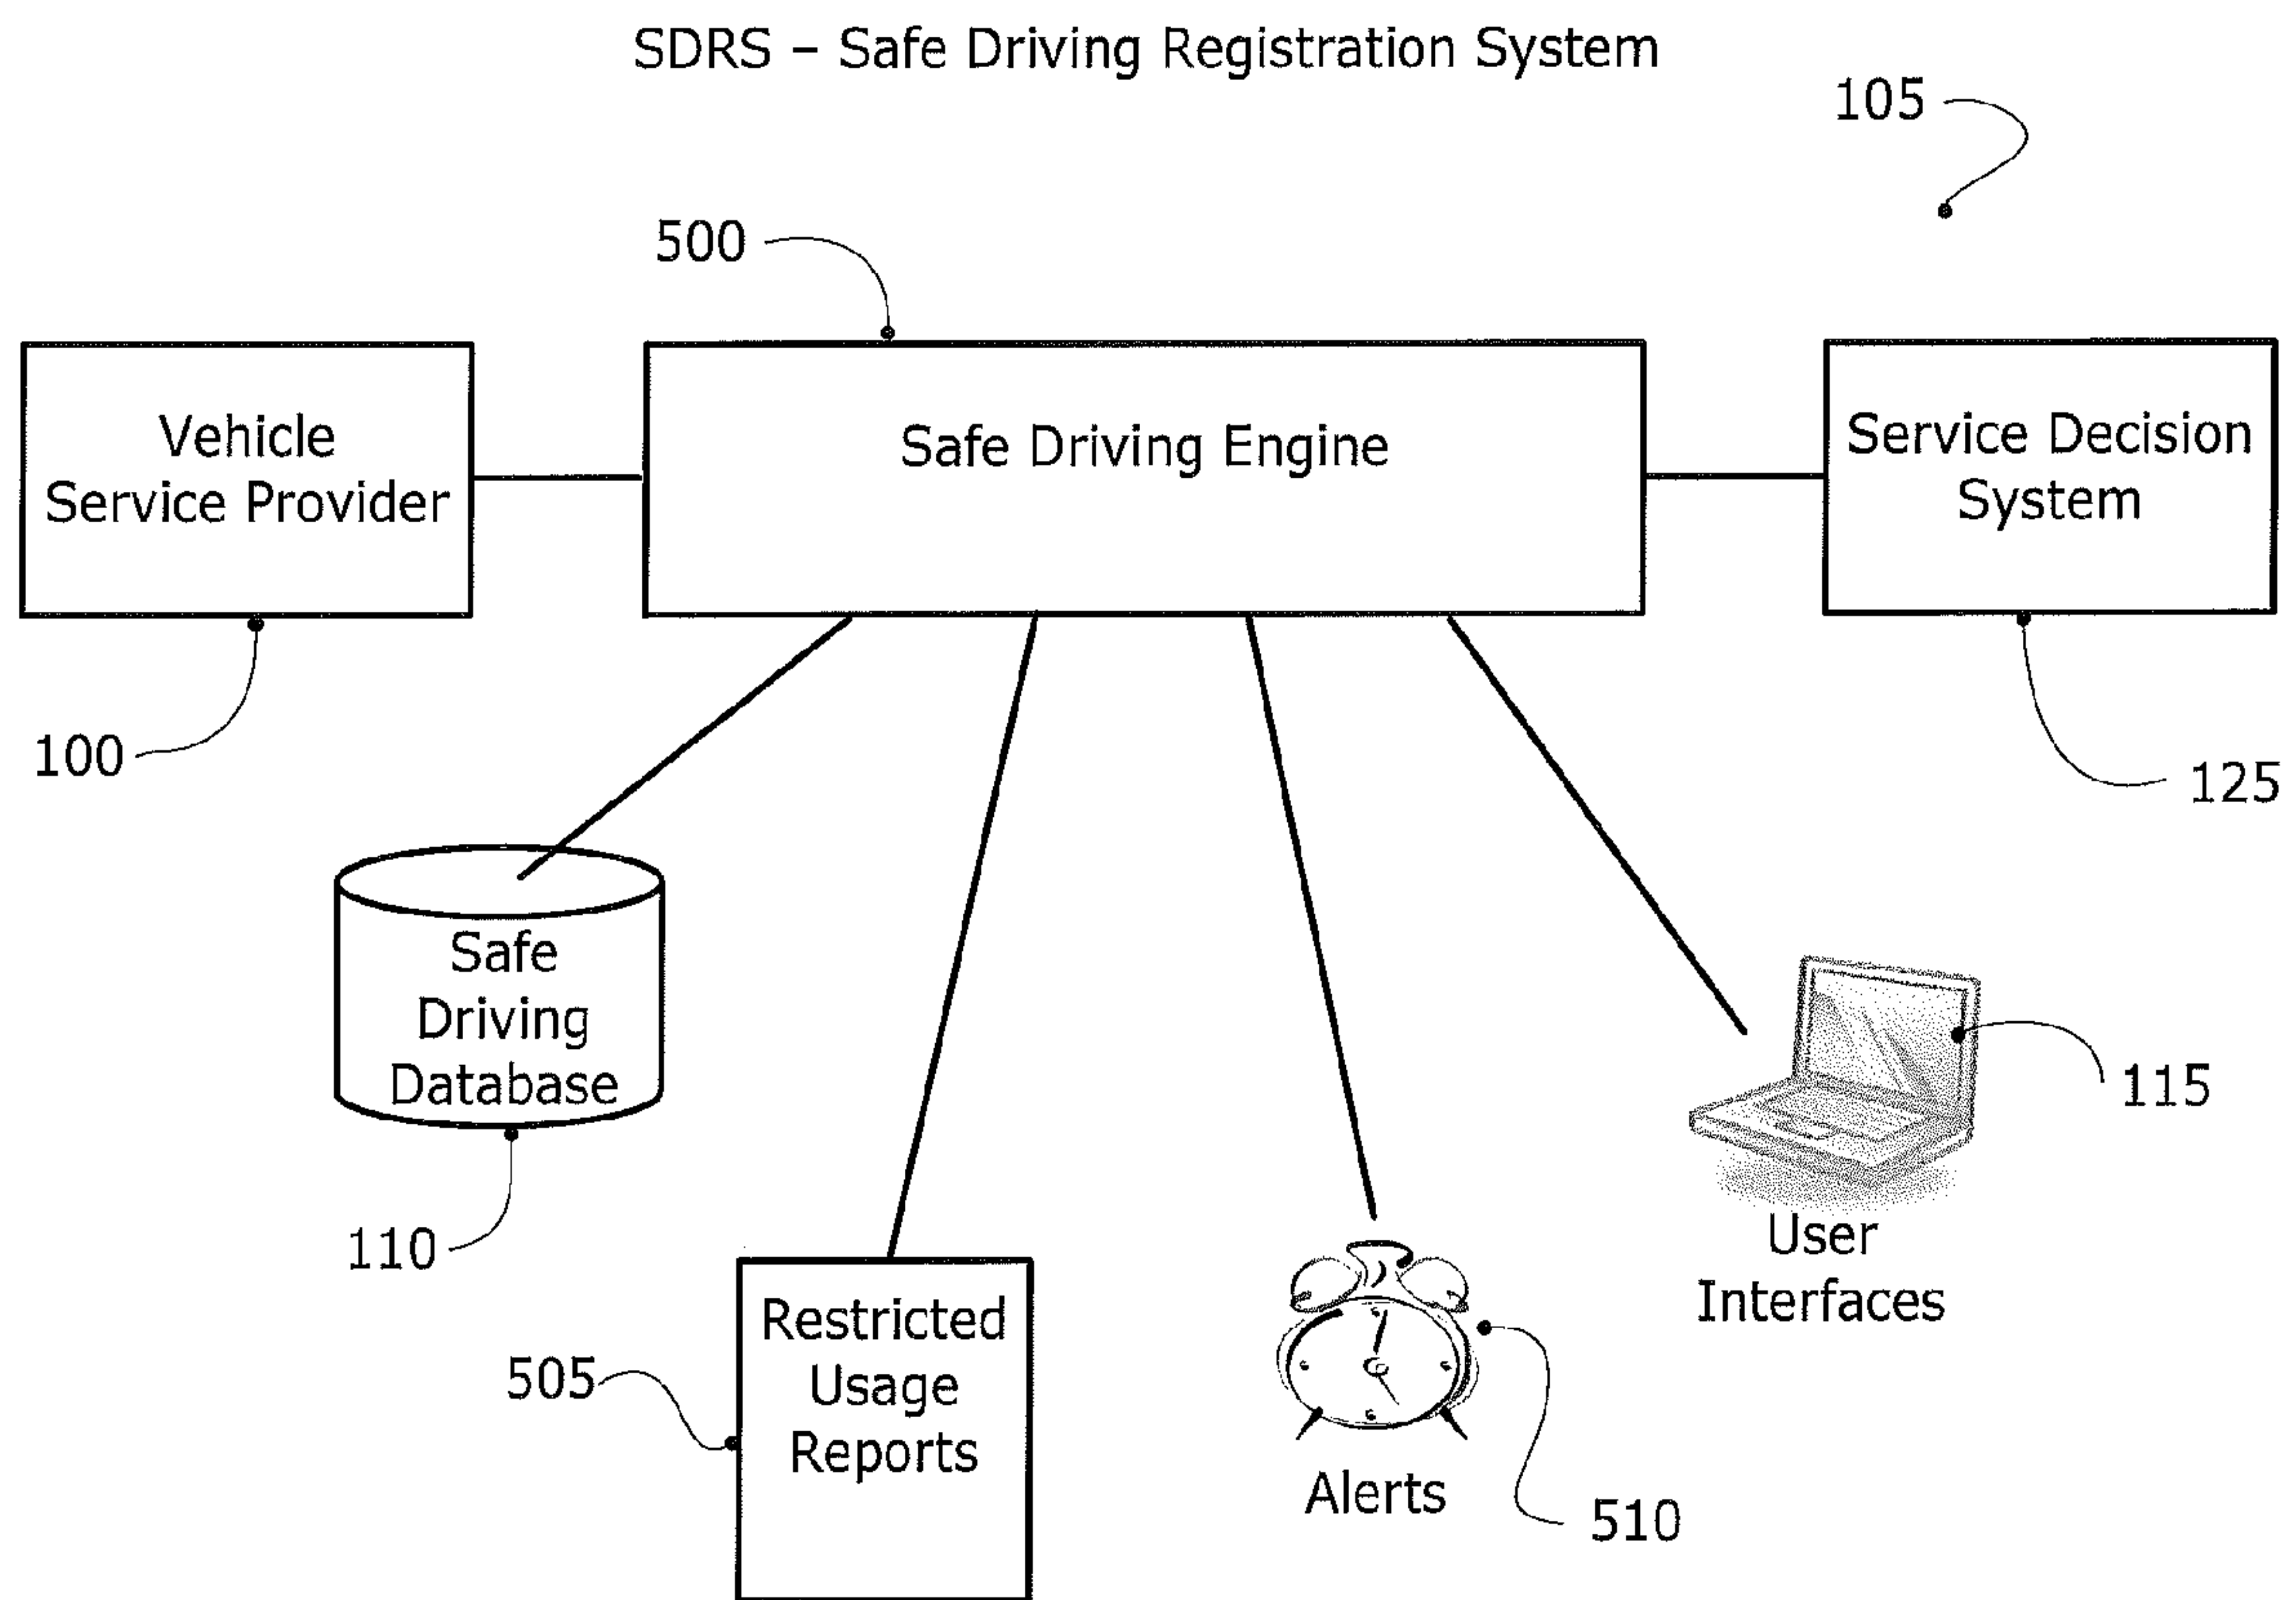 SDRS – Safe Driving Registration System
105
500
Vehicle
Service Provider
Safe Driving Engine
Service Decision
System
100
125
Safe
Driving
Database
115
110
User
Interfaces
Restricted
Usage
Reports
505
Alerts
510